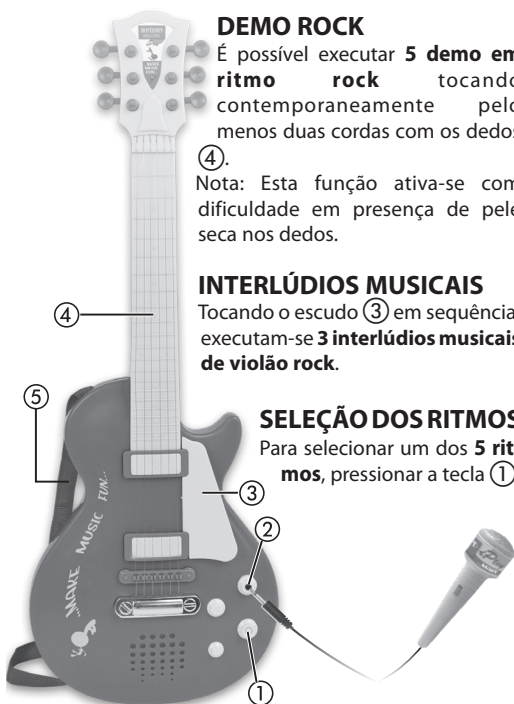 DEMO ROCK
É possível executar 5 demo em
ritmo rock tocando
contemporaneamente pelo
menos duas cordas com os dedos
④.
Nota: Esta função ativa-se com
dificuldade em presença de pele
seca nos dedos.
INTERLÚDIOS MUSICAIS
Tocando o escudo ③ em sequência
executam-se 3 interlúdios musicais
de violão rock.
SELEÇÃO DOS RITMOS
Para selecionar um dos 5 rit
mos, pressionar a tecla ①
④
⑤
③
②
①
...MAKE MUSIC FUN...